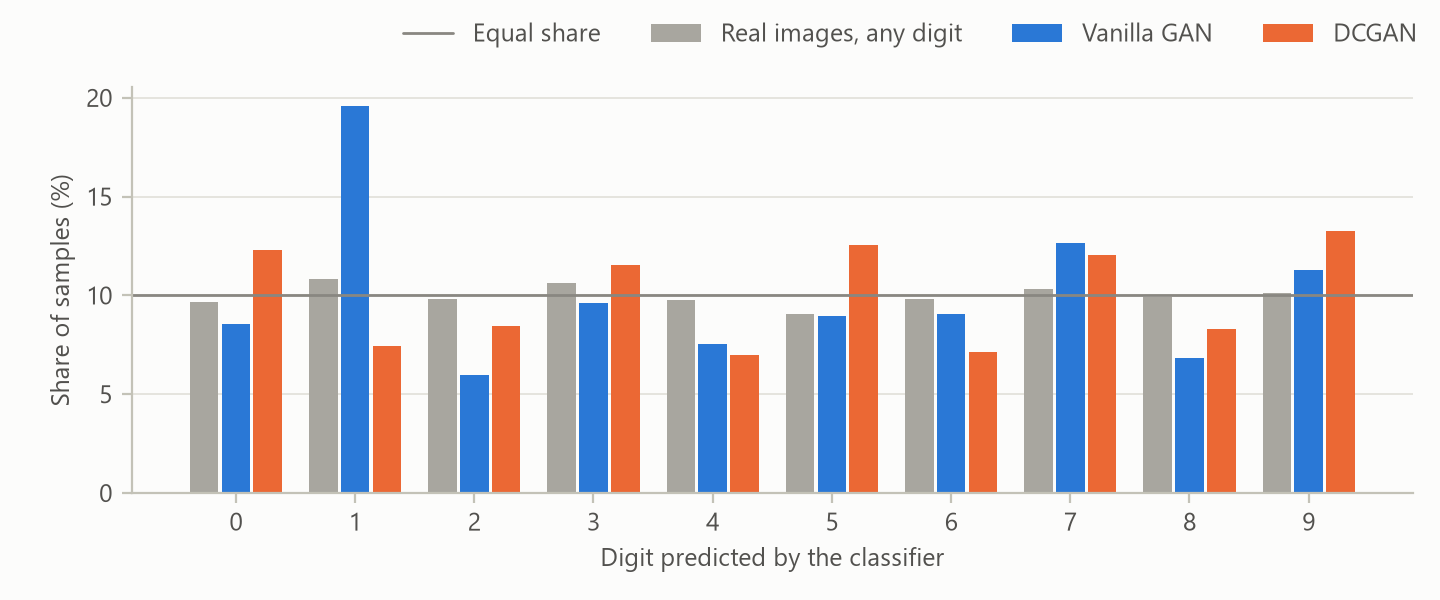 Equal share Real images, any digit Vanilla GAN DCGAN
20
15
10
5
0
Share of samples (%)
0 1 2 3 4 5 6 7 8 9
Digit predicted by the classifier